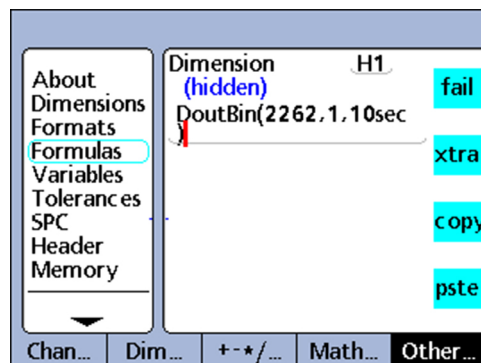 About
Dimensions
Formats
Formulas
Variables
Tolerances
SPC
Header
Memory
Dimension H1
(hidden)
DoutBin(2262,1,10sec
)
fail
xtra
copy
pste
Chan... Dim... +-*/... Math... Other...